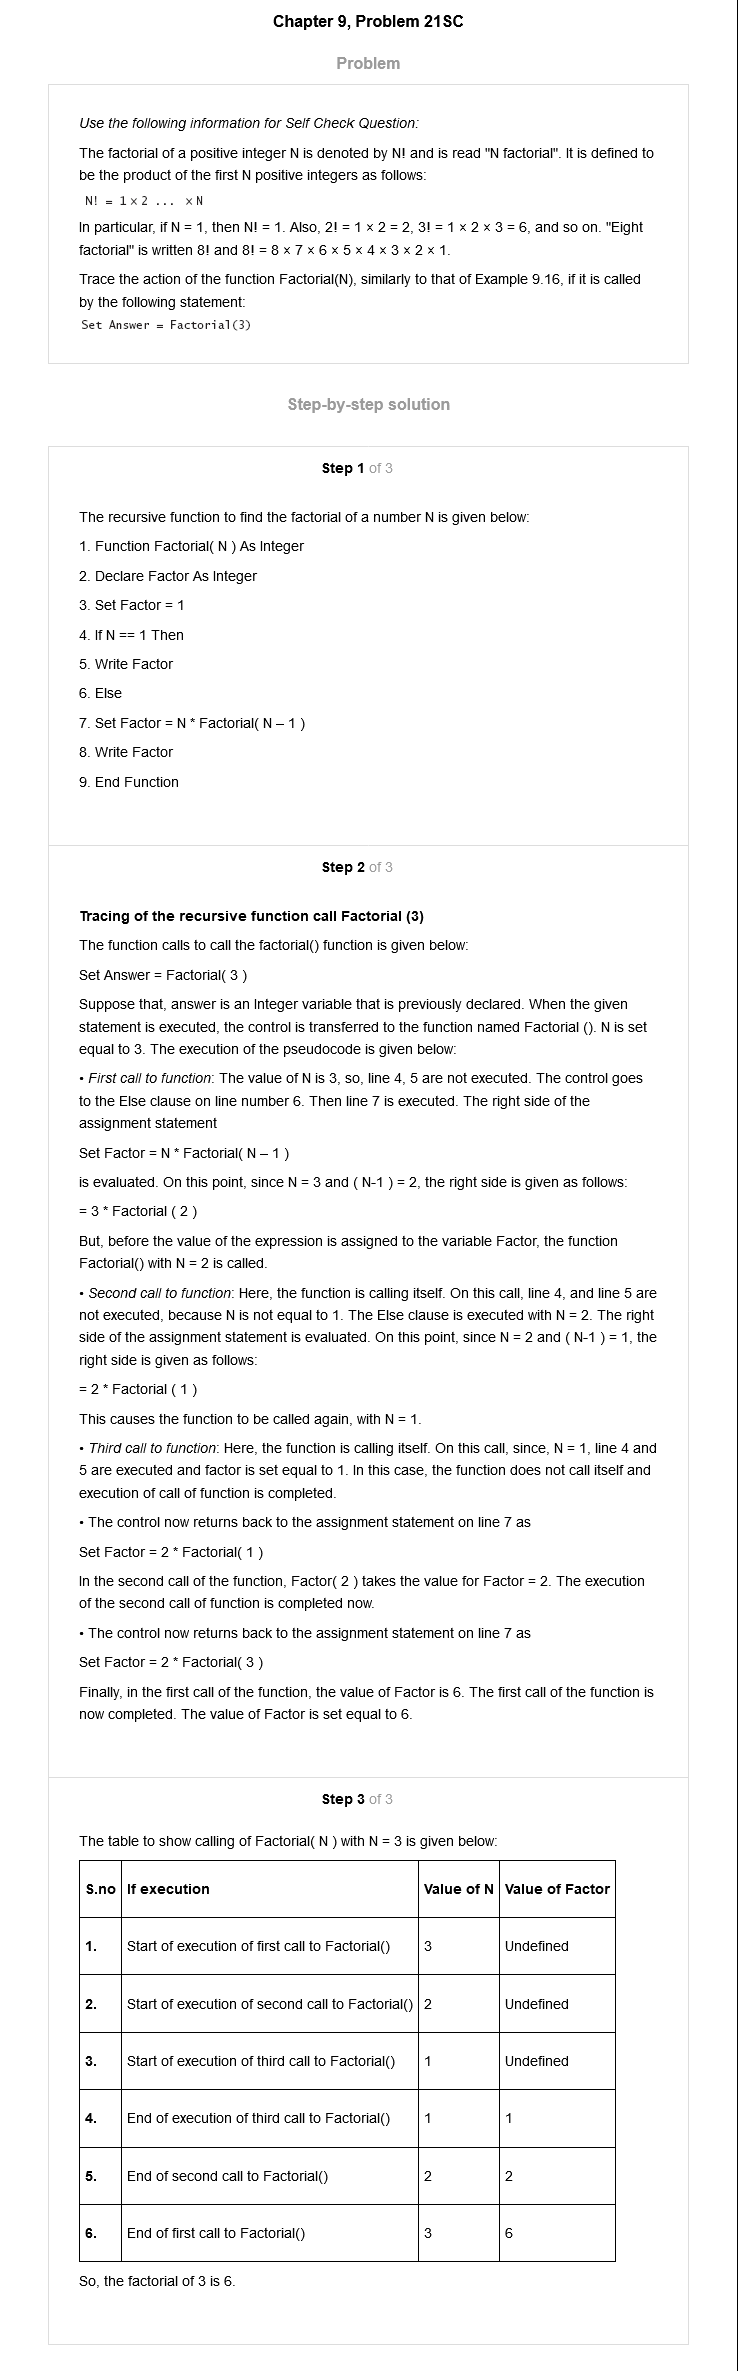 Chapter 9, Problem 21SC
Problem
Use the following information for Self Check Question:
The factorial of a positive integer N is denoted by N! and is read "N factorial". It is defined to
be the product of the first N positive integers as follows:
N! = 1 × 2 ... × N
In particular, if N = 1, then N! = 1. Also, 2! = 1 × 2 = 2, 3! = 1 × 2 × 3 = 6, and so on. "Eight
factorial" is written 8! and 8! = 8 × 7 × 6 × 5 × 4 × 3 × 2 × 1.
Trace the action of the function Factorial(N), similarly to that of Example 9.16, if it is called
by the following statement:
Set Answer = Factorial(3)
Step-by-step solution
Step 1 of 3
The recursive function to find the factorial of a number N is given below:
1. Function Factorial( N ) As Integer
2. Declare Factor As Integer
3. Set Factor = 1
4. If N == 1 Then
5. Write Factor
6. Else
7. Set Factor = N * Factorial( N – 1 )
8. Write Factor
9. End Function
Step 2 of 3
Tracing of the recursive function call Factorial (3)
The function calls to call the factorial() function is given below:
Set Answer = Factorial( 3 )
Suppose that, answer is an Integer variable that is previously declared. When the given
statement is executed, the control is transferred to the function named Factorial (). N is set
equal to 3. The execution of the pseudocode is given below:
• First call to function: The value of N is 3, so, line 4, 5 are not executed. The control goes
to the Else clause on line number 6. Then line 7 is executed. The right side of the
assignment statement
Set Factor = N * Factorial( N – 1 )
is evaluated. On this point, since N = 3 and ( N-1 ) = 2, the right side is given as follows:
= 3 * Factorial ( 2 )
But, before the value of the expression is assigned to the variable Factor, the function
Factorial() with N = 2 is called.
• Second call to function: Here, the function is calling itself. On this call, line 4, and line 5 are
not executed, because N is not equal to 1. The Else clause is executed with N = 2. The right
side of the assignment statement is evaluated. On this point, since N = 2 and ( N-1 ) = 1, the
right side is given as follows:
= 2 * Factorial ( 1 )
This causes the function to be called again, with N = 1.
• Third call to function: Here, the function is calling itself. On this call, since, N = 1, line 4 and
5 are executed and factor is set equal to 1. In this case, the function does not call itself and
execution of call of function is completed.
• The control now returns back to the assignment statement on line 7 as
Set Factor = 2 * Factorial( 1 )
In the second call of the function, Factor( 2 ) takes the value for Factor = 2. The execution
of the second call of function is completed now.
• The control now returns back to the assignment statement on line 7 as
Set Factor = 2 * Factorial( 3 )
Finally, in the first call of the function, the value of Factor is 6. The first call of the function is
now completed. The value of Factor is set equal to 6.
Step 3 of 3
The table to show calling of Factorial( N ) with N = 3 is given below:
S.no If execution Value of N Value of Factor
1. Start of execution of first call to Factorial() 3 Undefined
2. Start of execution of second call to Factorial() 2 Undefined
3. Start of execution of third call to Factorial() 1 Undefined
4. End of execution of third call to Factorial() 1 1
5. End of second call to Factorial() 2 2
6. End of first call to Factorial() 3 6
So, the factorial of 3 is 6.